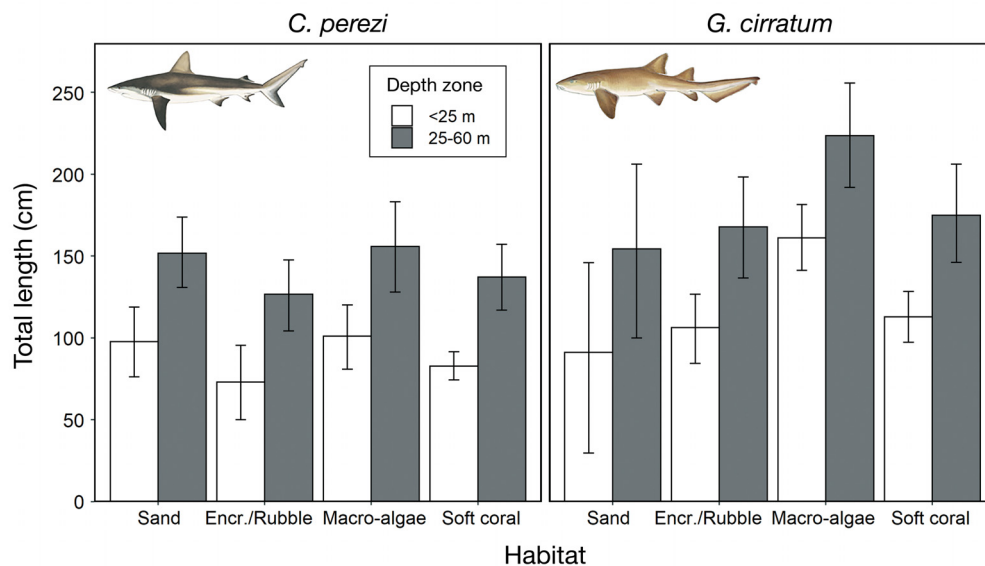 C. perezi
G. cirratum
Depth zone
<25 m
25-60 m
Total length (cm)
250
200
150
100
50
0
Sand Encr./Rubble Macro-algae Soft coral
Sand Encr./Rubble Macro-algae Soft coral
Habitat